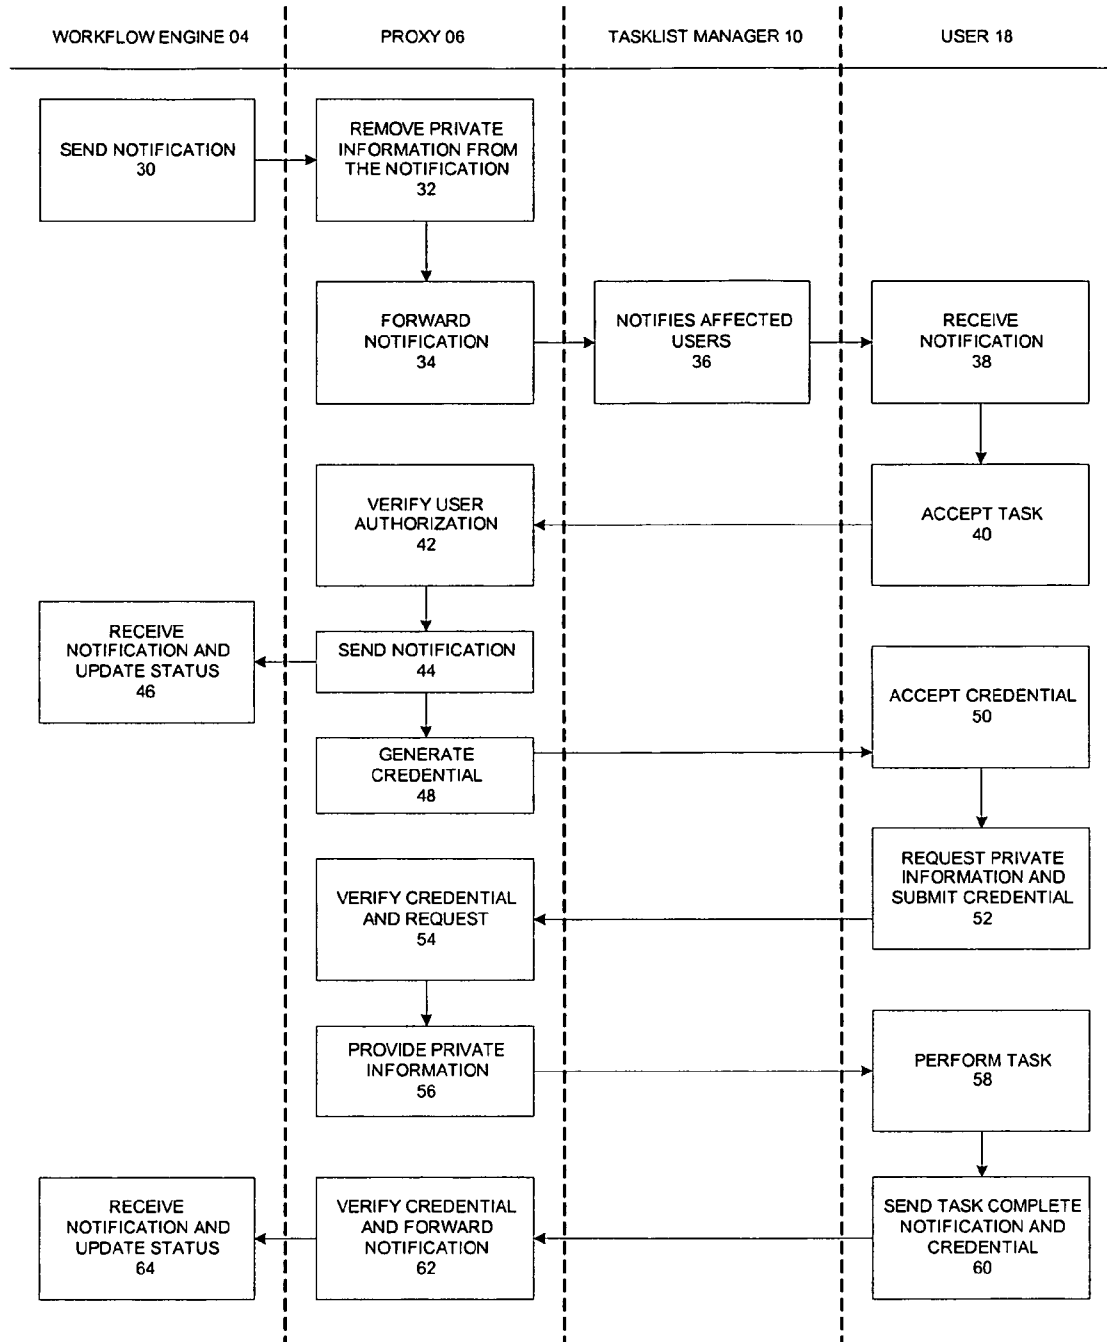 WORKFLOW ENGINE 04
PROXY 06
TASKLIST MANAGER 10
USER 18
SEND NOTIFICATION
30
REMOVE PRIVATE
INFORMATION FROM
THE NOTIFICATION
32
FORWARD
NOTIFICATION
34
NOTIFIES AFFECTED
USERS
36
RECEIVE
NOTIFICATION
38
ACCEPT TASK
40
VERIFY USER
AUTHORIZATION
42
SEND NOTIFICATION
44
RECEIVE
NOTIFICATION AND
UPDATE STATUS
46
GENERATE
CREDENTIAL
48
ACCEPT CREDENTIAL
50
REQUEST PRIVATE
INFORMATION AND
SUBMIT CREDENTIAL
52
VERIFY CREDENTIAL
AND REQUEST
54
PROVIDE PRIVATE
INFORMATION
56
PERFORM TASK
58
SEND TASK COMPLETE
NOTIFICATION AND
CREDENTIAL
60
VERIFY CREDENTIAL
AND FORWARD
NOTIFICATION
62
RECEIVE
NOTIFICATION AND
UPDATE STATUS
64